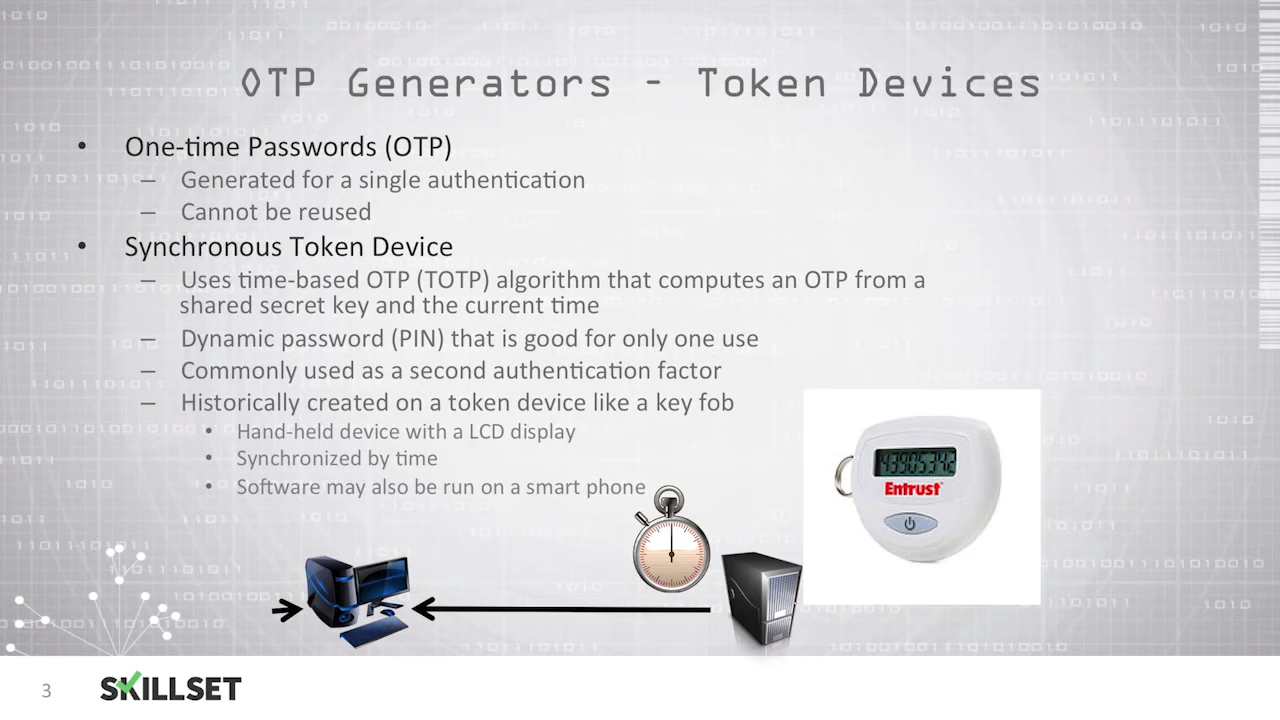 OTP Generators - Token Devices
• One-time Passwords (OTP)
– Generated for a single authentication
– Cannot be reused
• Synchronous Token Device
– Uses time-based OTP (TOTP) algorithm that computes an OTP from a
shared secret key and the current time
– Dynamic password (PIN) that is good for only one use
– Commonly used as a second authentication factor
– Historically created on a token device like a key fob
• Hand-held device with a LCD display
• Synchronized by time
• Software may also be run on a smart phone
Entrust
3
SKILLSET